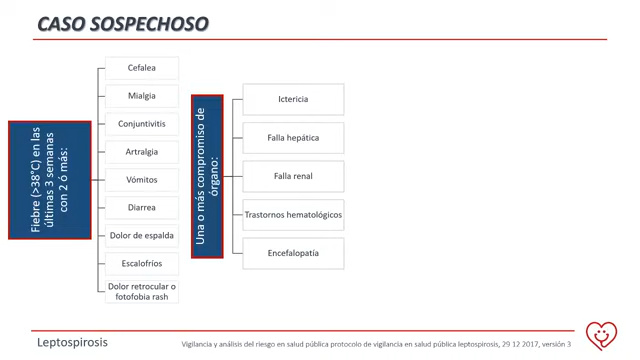 CASO SOSPECHOSO
Fiebre (>38°C) en las
últimas 3 semanas
con 2 ó más:
Cefalea
Mialgia
Conjuntivitis
Artralgia
Vómitos
Diarrea
Dolor de espalda
Escalofríos
Dolor retrocular o
fotofobia rash
Una o más compromiso de
órgano:
Ictericia
Falla hepática
Falla renal
Trastornos hematológicos
Encefalopatía
Leptospirosis
Vigilancia y análisis del riesgo en salud pública protocolo de vigilancia en salud pública leptospirosis, 29 12 2017, versión 3